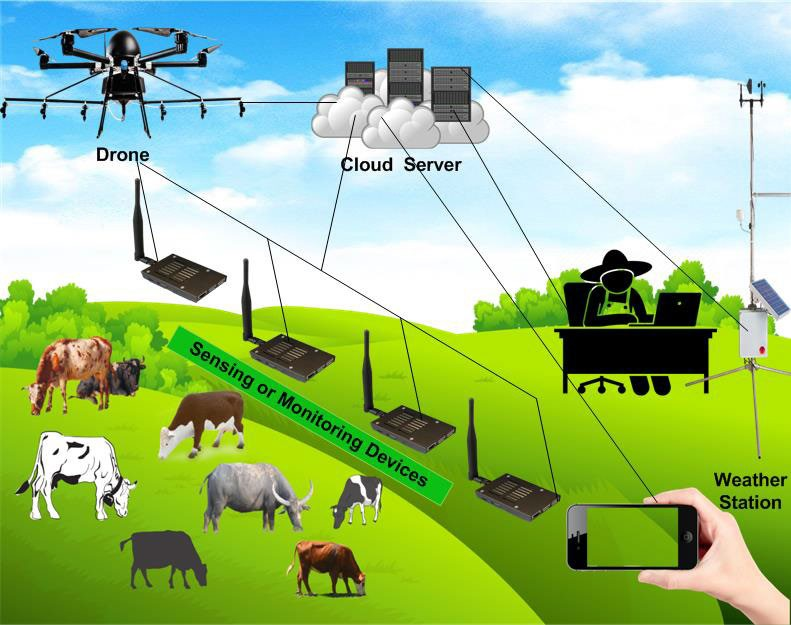 Drone
Cloud Server
Sensing or Monitoring Devices
Weather
Station